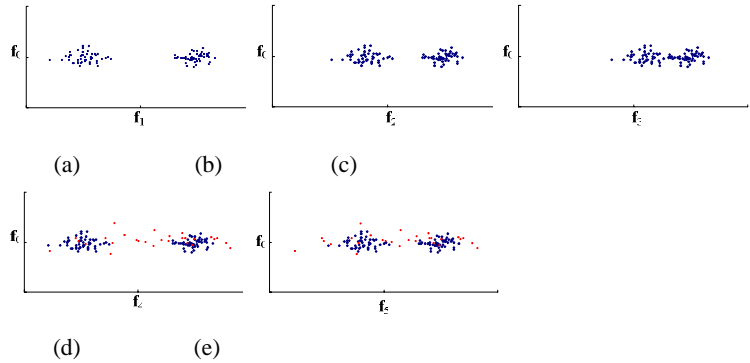 f₀ f₀ f₀
f₁ f₂ f₃
(a) (b) (c)
f₀ f₀
f₄ f₅
(d) (e)